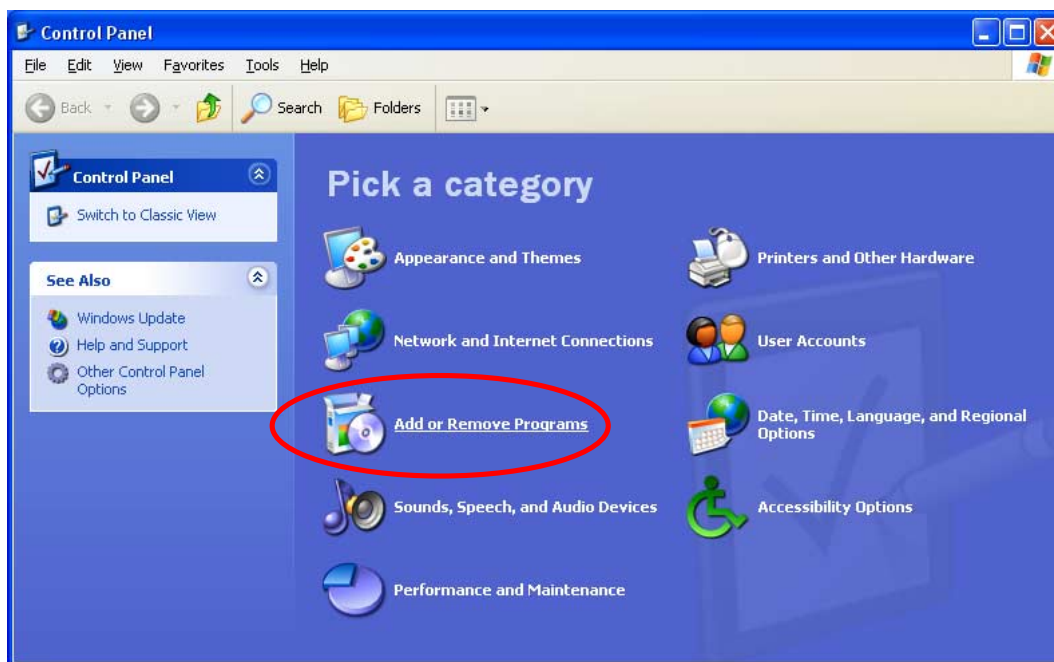 Control Panel
File Edit View Favorites Tools Help
Back Search Folders
Control Panel
Switch to Classic View
See Also
Windows Update
Help and Support
Other Control Panel
Options
Pick a category
Appearance and Themes
Printers and Other Hardware
Network and Internet Connections
User Accounts
Add or Remove Programs
Date, Time, Language, and Regional
Options
Sounds, Speech, and Audio Devices
Accessibility Options
Performance and Maintenance